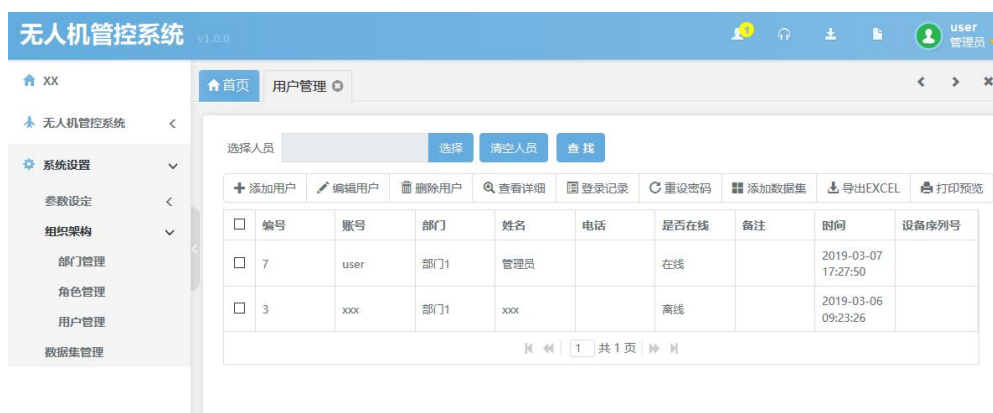 无人机管控系统 v1.0.0
1
user
管理员
XX
首页 用户管理
无人机管控系统
系统设置
参数设定
组织架构
部门管理
角色管理
用户管理
数据集管理
选择人员 选择 清空人员 查找
添加用户 编辑用户 删除用户 查看详细 登录记录 重设密码 添加数据集 导出EXCEL 打印预览
编号 账号 部门 姓名 电话 是否在线 备注 时间 设备序列号
7 user 部门1 管理员 在线 2019-03-07
17:27:50
3 xxx 部门1 xxx 离线 2019-03-06
09:23:26
1 共1页